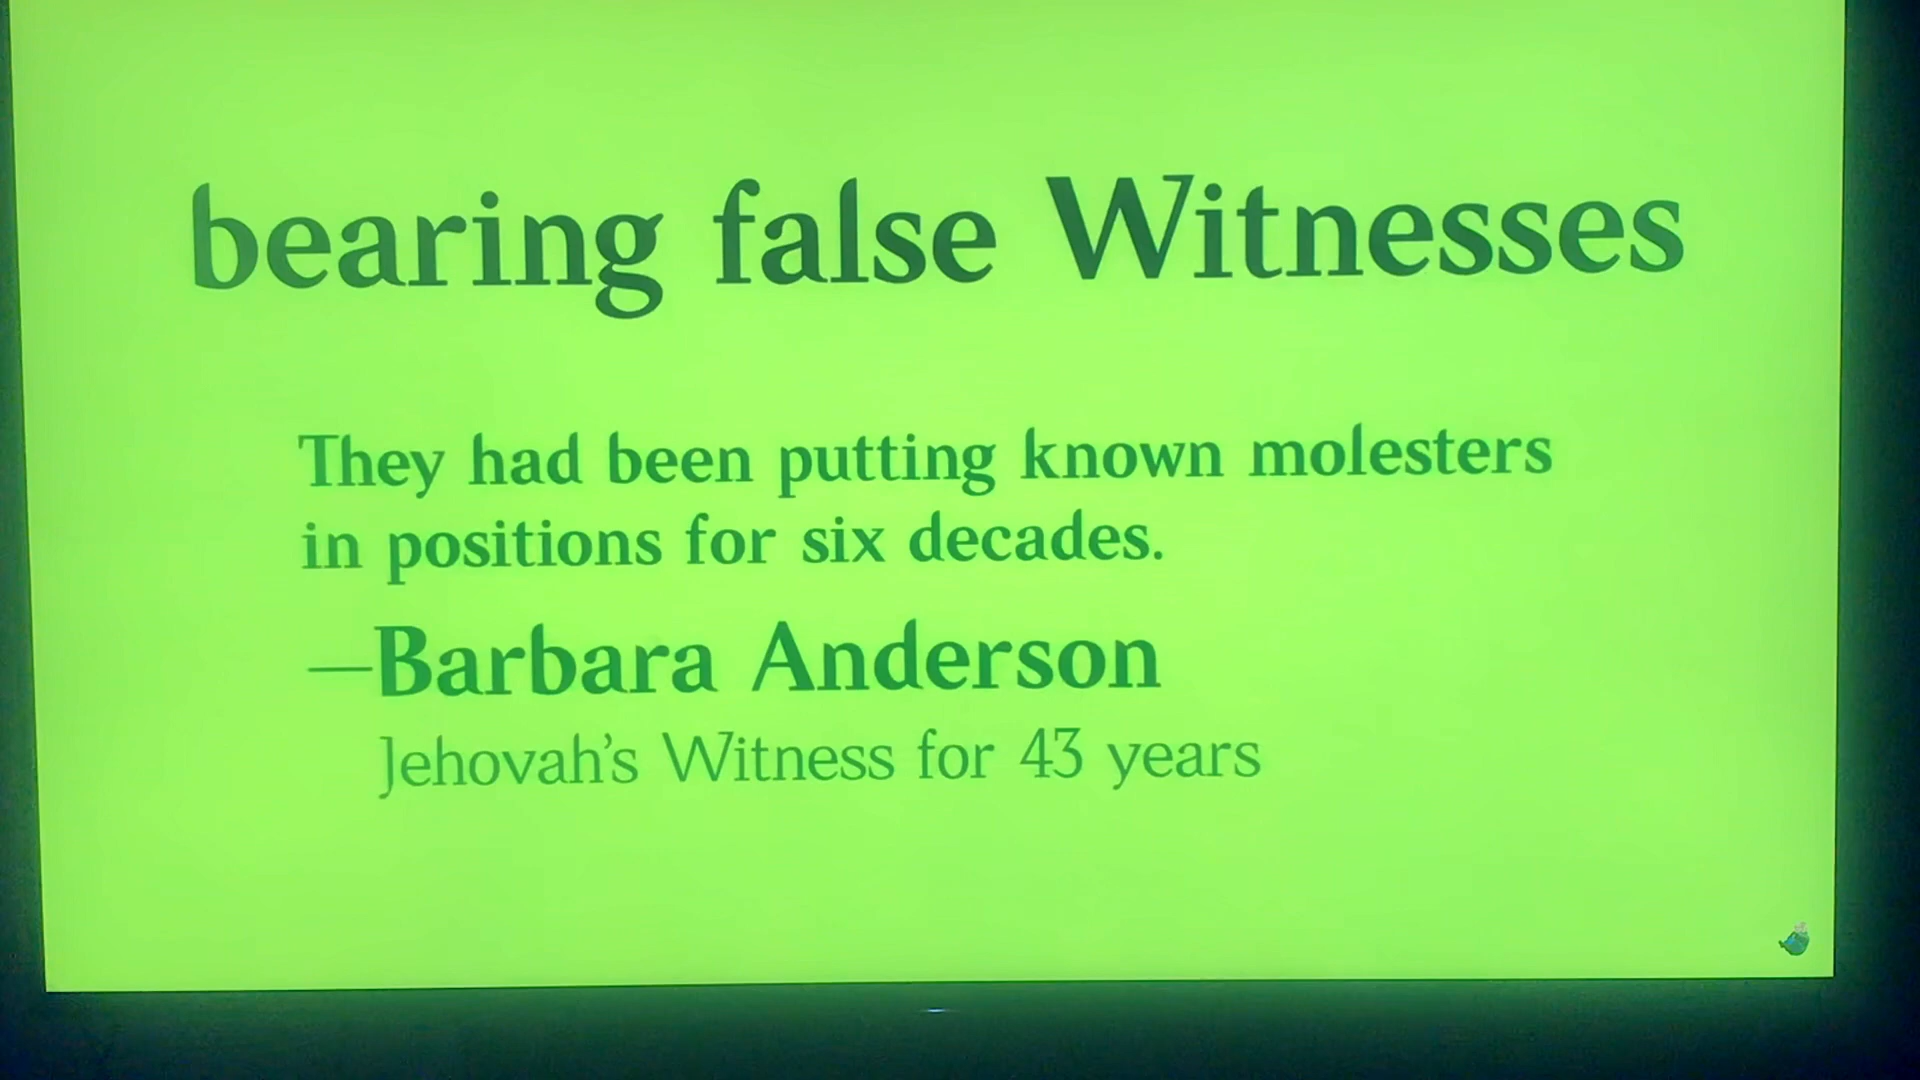 bearing false Witnesses
They had been putting known molesters
in positions for six decades.
—Barbara Anderson
Jehovah’s Witness for 43 years